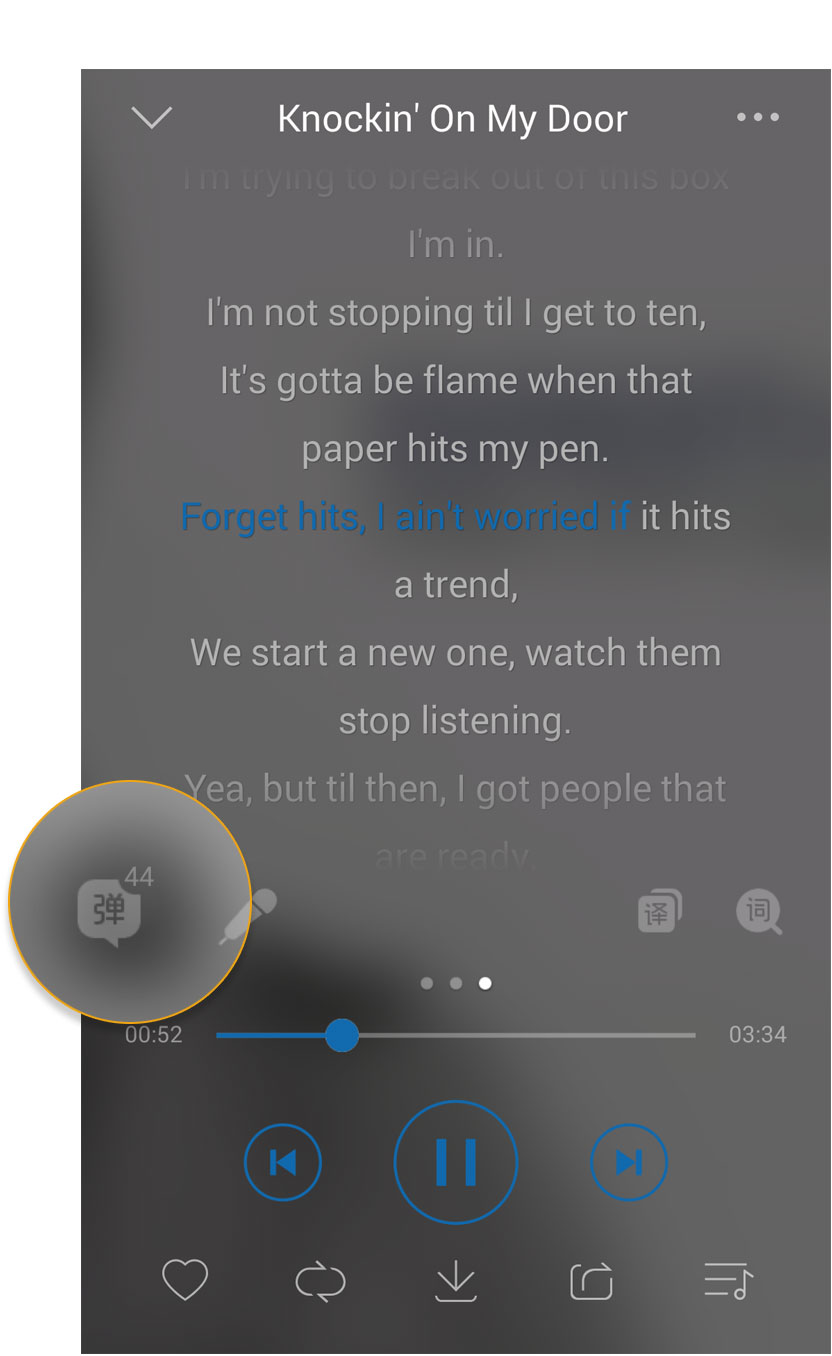 Knockin' On My Door
I'm trying to break out of this box
I'm in.
I'm not stopping til I get to ten,
It's gotta be flame when that
paper hits my pen.
Forget hits, I ain't worried if it hits
a trend,
We start a new one, watch them
stop listening.
Yea, but til then, I got people that
are ready.
44
弹
译
词
00:52
03:34